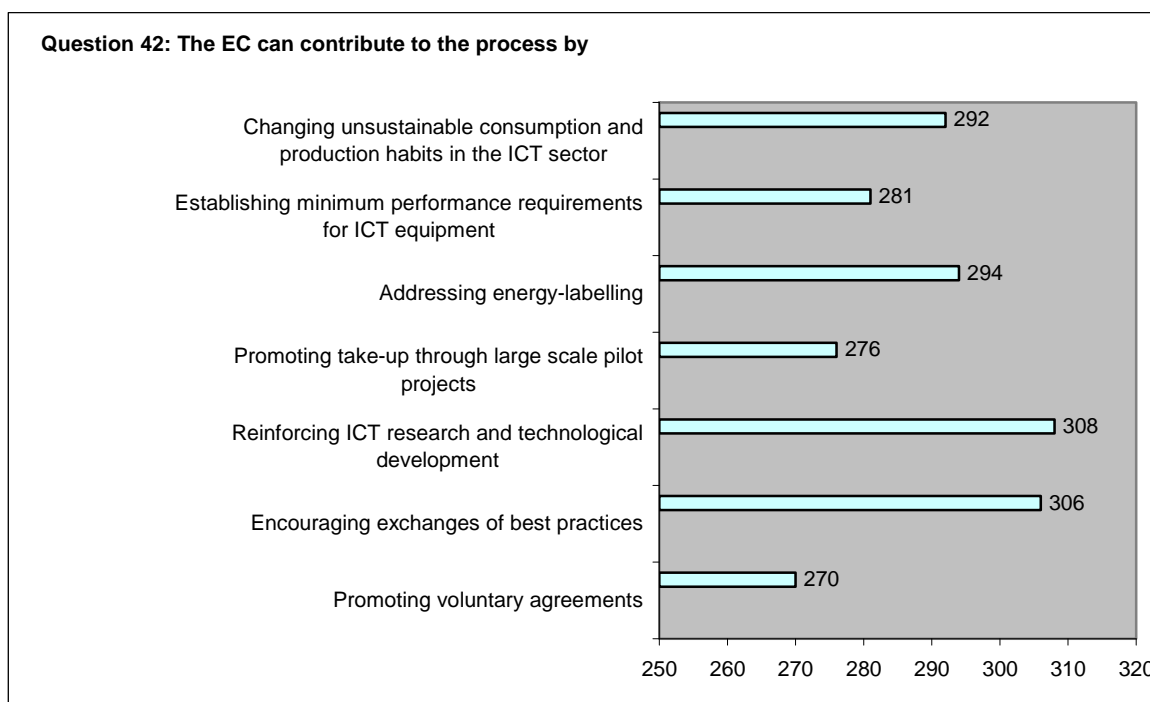 Question 42: The EC can contribute to the process by
Changing unsustainable consumption and
production habits in the ICT sector
292
Establishing minimum performance requirements
for ICT equipment
281
Addressing energy-labelling
294
Promoting take-up through large scale pilot
projects
276
Reinforcing ICT research and technological
development
308
Encouraging exchanges of best practices
306
Promoting voluntary agreements
270
250 260 270 280 290 300 310 320